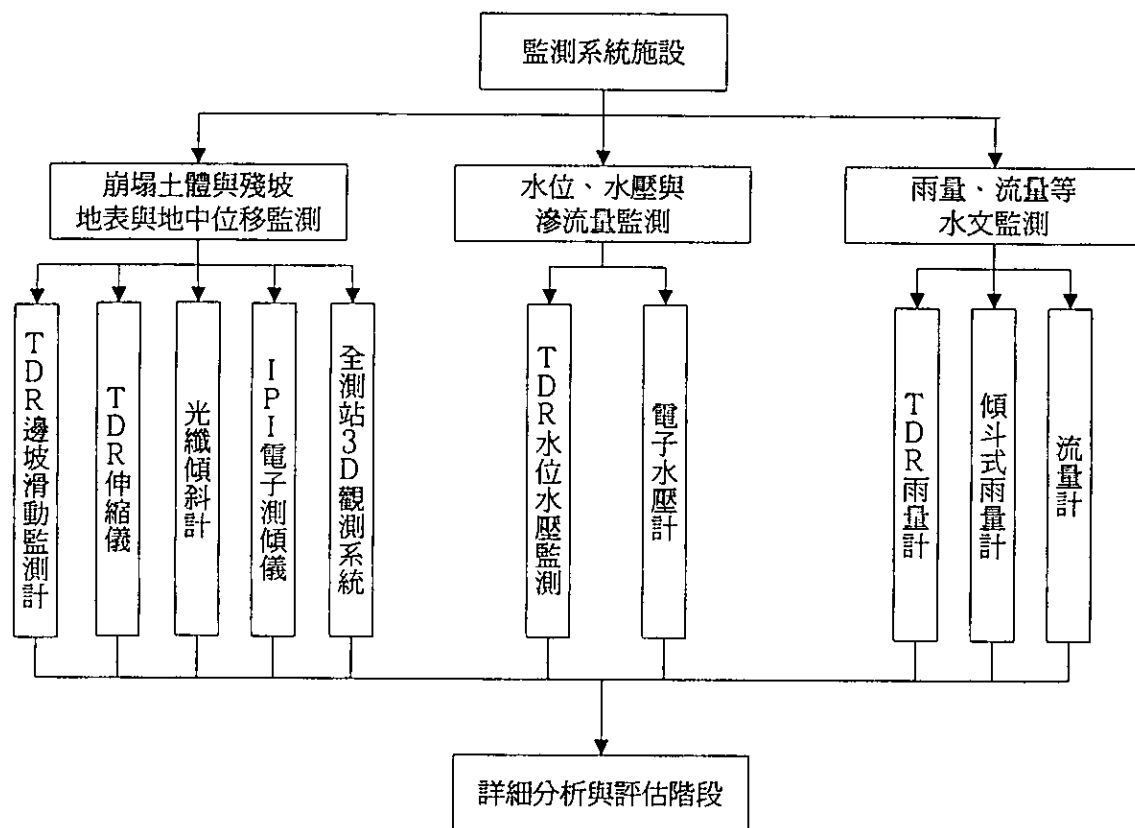 監測系統施設
崩塌土體與殘坡
地表與地中位移監測
水位、水壓與
滲流量監測
雨量、流量等
水文監測
TDR邊坡滑動監測計
TDR伸縮儀
光纖傾斜計
IPI電子測傾儀
全測站3D觀測系統
TDR水位水壓監測
電子水壓計
TDR雨量計
傾斗式雨量計
流量計
詳細分析與評估階段